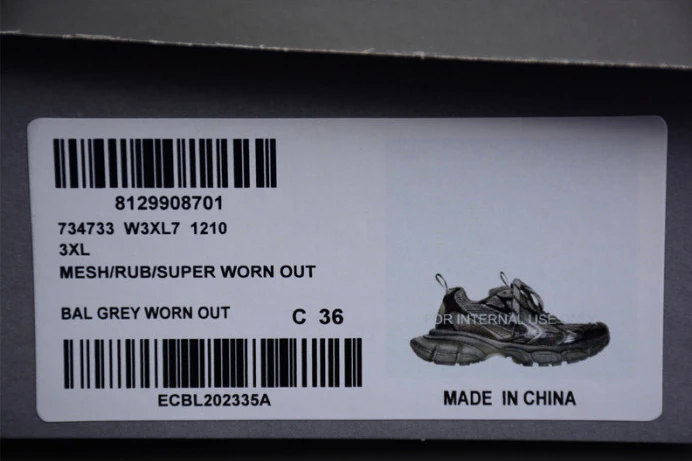 8129908701
734733 W3XL7 1210
3XL
MESH/RUB/SUPER WORN OUT
BAL GREY WORN OUT C 36
ECBL202335A
FOR INTERNAL USE
MADE IN CHINA